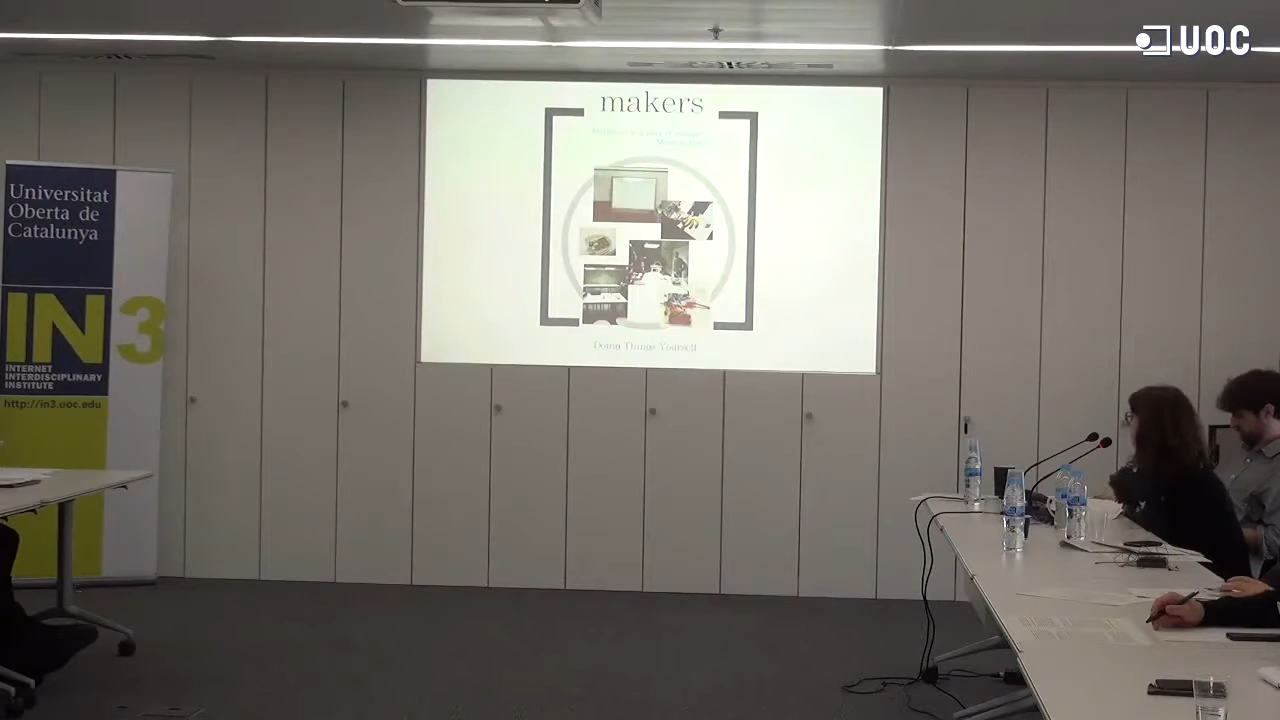 UOC
makers
Doing Things Yourself
Universitat
Oberta de
Catalunya
IN3
INTERNET
INTERDISCIPLINARY
INSTITUTE
http://in3.uoc.edu